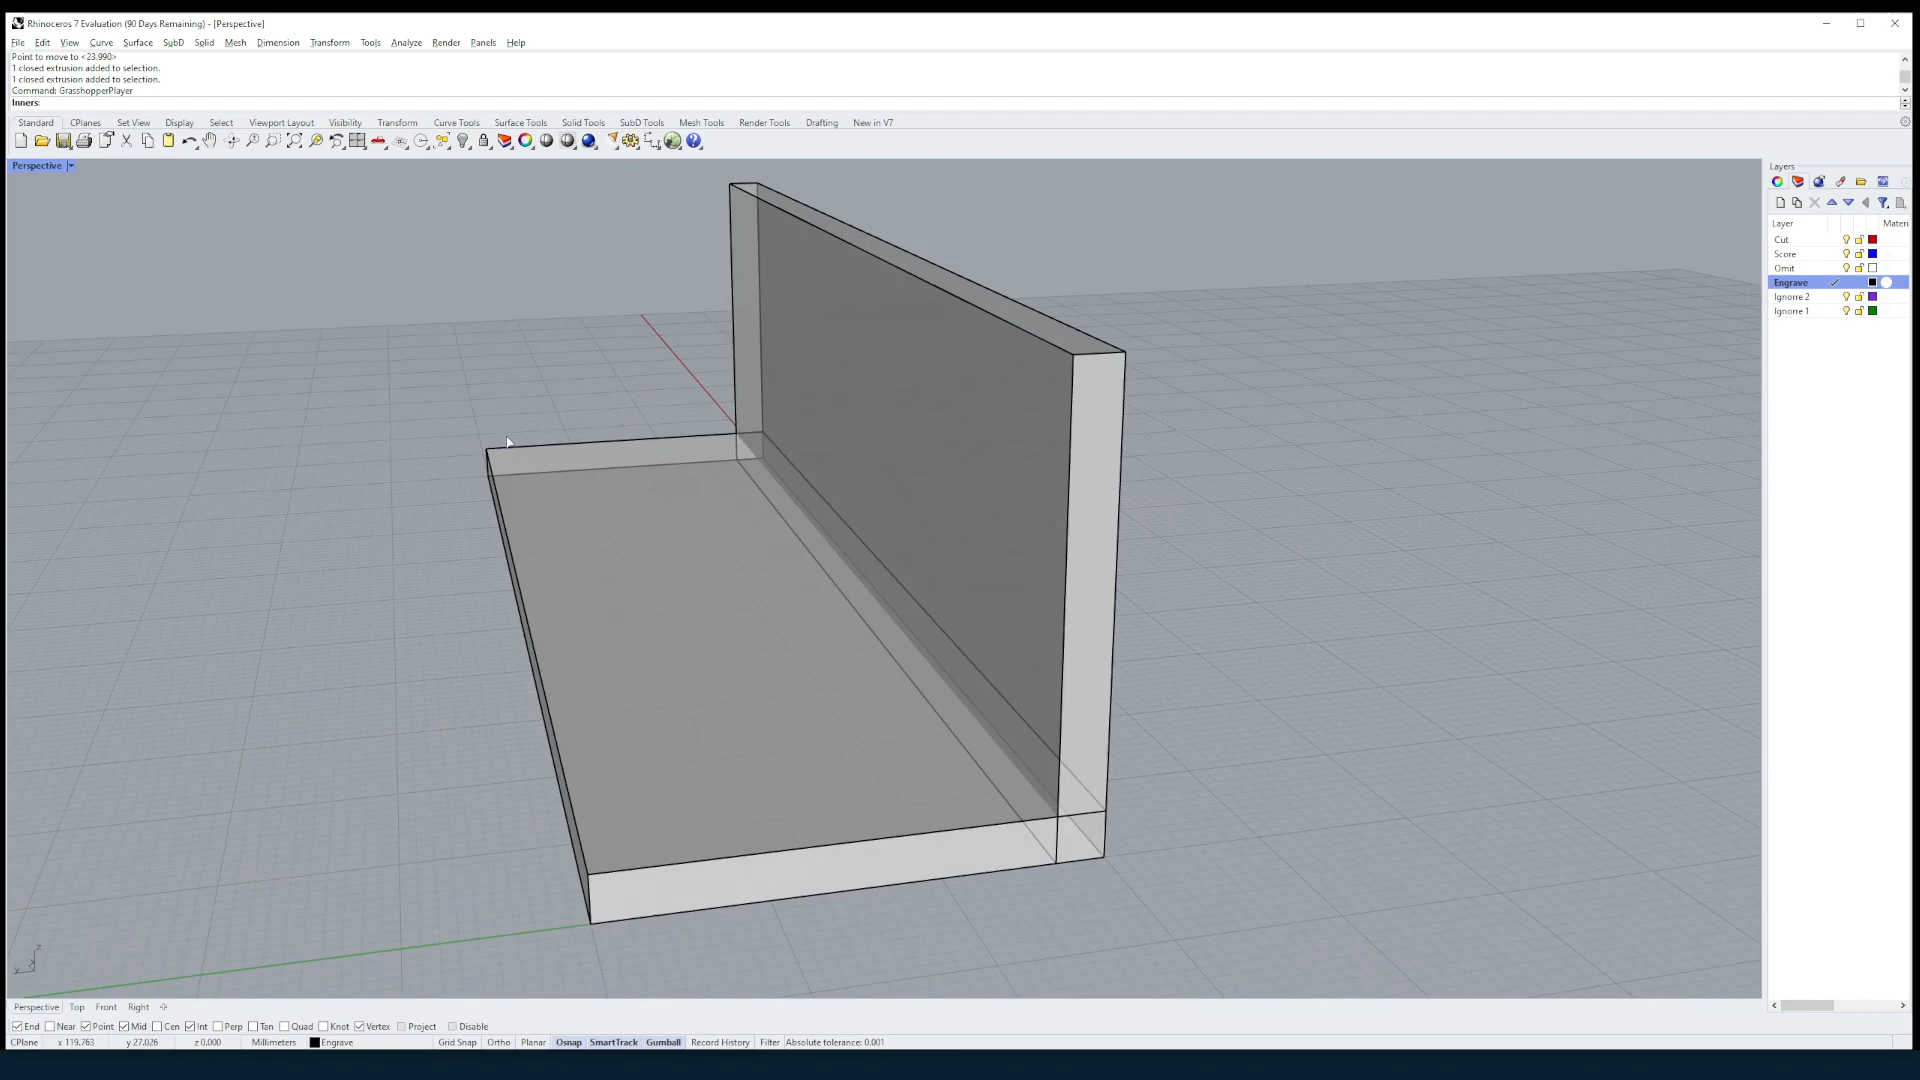 Rhinoceros 7 Evaluation (90 Days Remaining) - [Perspective]
File Edit View Curve Surface SubD Solid Mesh Dimension Transform Tools Analyze Render Panels Help
Point to move to <23.990>
1 closed extrusion added to selection.
1 closed extrusion added to selection.
Command: GrasshopperPlayer
Inners:
Standard CPlanes Set View Display Select Viewport Layout Visibility Transform Curve Tools Surface Tools Solid Tools SubD Tools Mesh Tools Render Tools Drafting New in V7
Perspective
Layers
Layer Materi
Cut
Score
Omit
Engrave
Ignorre 2
Ignorre 1
z
y x
Perspective Top Front Right
End Near Point Mid Cen Int Perp Tan Quad Knot Vertex Project Disable
CPlane x 119.763 y 27.026 z 0.000 Millimeters Engrave Grid Snap Ortho Planar Osnap SmartTrack Gumball Record History Filter Absolute tolerance: 0.001